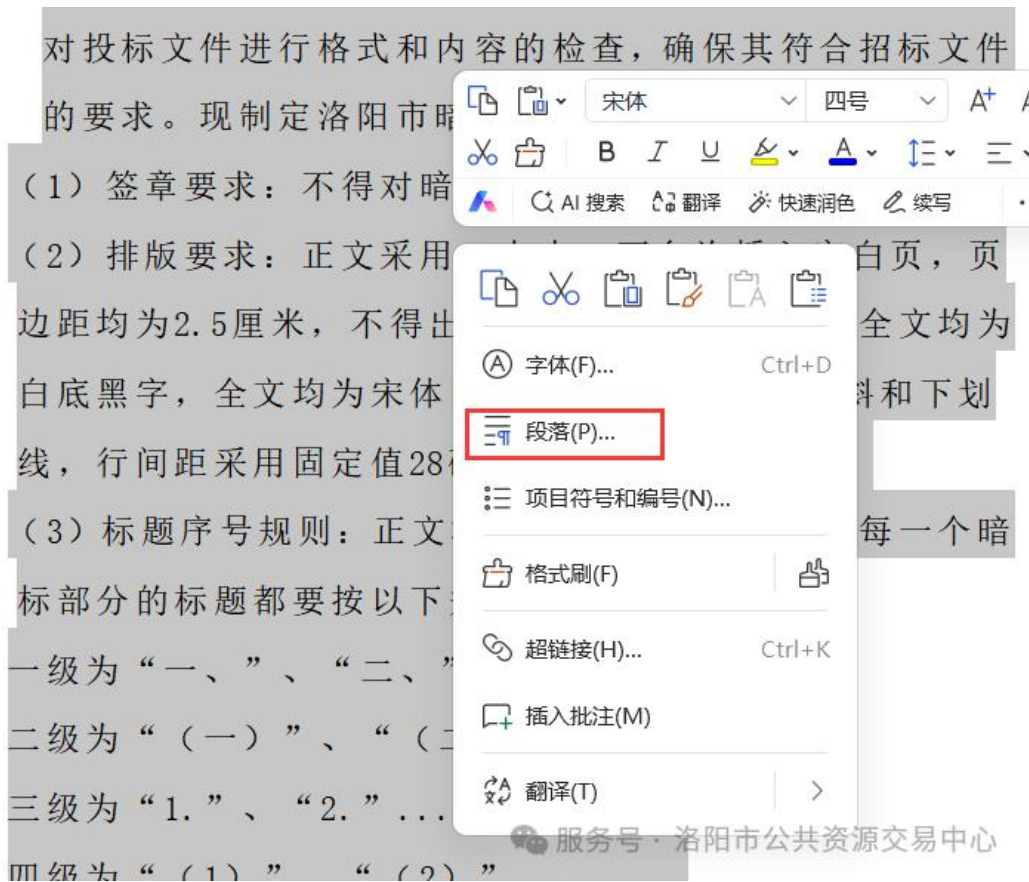 对投标文件进行格式和内容的检查，确保其符合招标文件
的要求。现制定洛阳市暗
（1）签章要求：不得对暗
（2）排版要求：正文采用
白页，页
边距均为2.5厘米，不得出
全文均为
白底黑字，全文均为宋体
和下划
线，行间距采用固定值28
（3）标题序号规则：正文
每一个暗
标部分的标题都要按以下
一级为“一、”、“二、”
二级为“（一）”、“（二
三级为“1.”、“2.”...
四级为“（1）”、“（2）”
宋体 四号 A+
B I U A
AI 搜索 翻译 快速润色 续写
字体(F)... Ctrl+D
段落(P)...
项目符号和编号(N)...
格式刷(F)
超链接(H)... Ctrl+K
插入批注(M)
翻译(T)
服务号 · 洛阳市公共资源交易中心